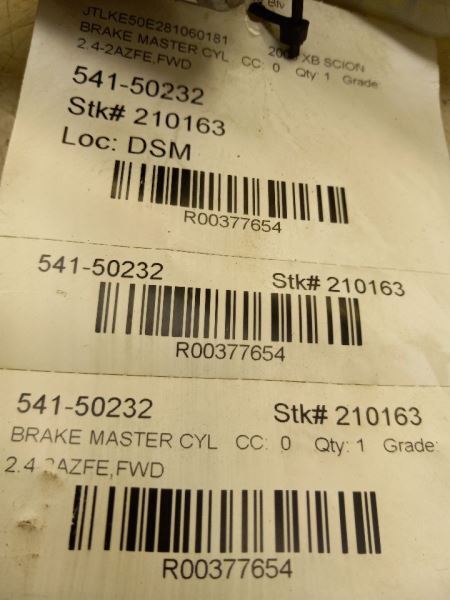 JTLKE50E281060181
XB SCION
BRAKE MASTER CYL CC: 0 Qty: 1 Grade:
2.4-2AZFE,FWD
541-50232
Stk# 210163
Loc: DSM
R00377654
541-50232 Stk# 210163
R00377654
541-50232 Stk# 210163
BRAKE MASTER CYL CC: 0 Qty: 1 Grade:
2.4-2AZFE,FWD
R00377654